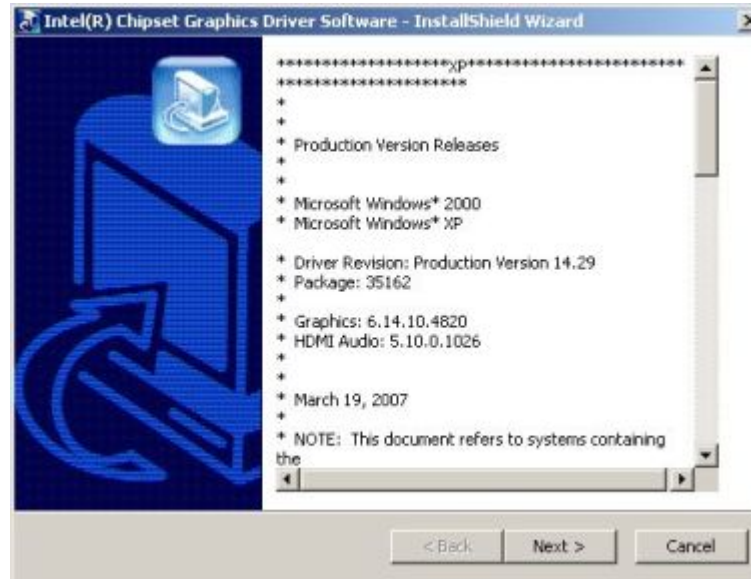 Intel(R) Chipset Graphics Driver Software - InstallShield Wizard
*******************xp************************
*********************
*
*
* Production Version Releases
*
*
* Microsoft Windows* 2000
* Microsoft Windows* XP

* Driver Revision: Production Version 14.29
* Package: 35162
*
* Graphics: 6.14.10.4820
* HDMI Audio: 5.10.0.1026
*
*
* March 19, 2007
*
* NOTE: This document refers to systems containing
the
< Back
Next >
Cancel